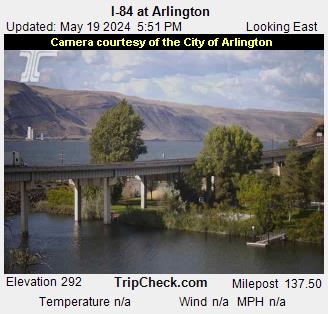 I-84 at Arlington
Updated: May 19 2024 5:51 PM Looking East
Camera courtesy of the City of Arlington
Elevation 292 TripCheck.com Milepost 137.50
Temperature n/a Wind n/a MPH n/a